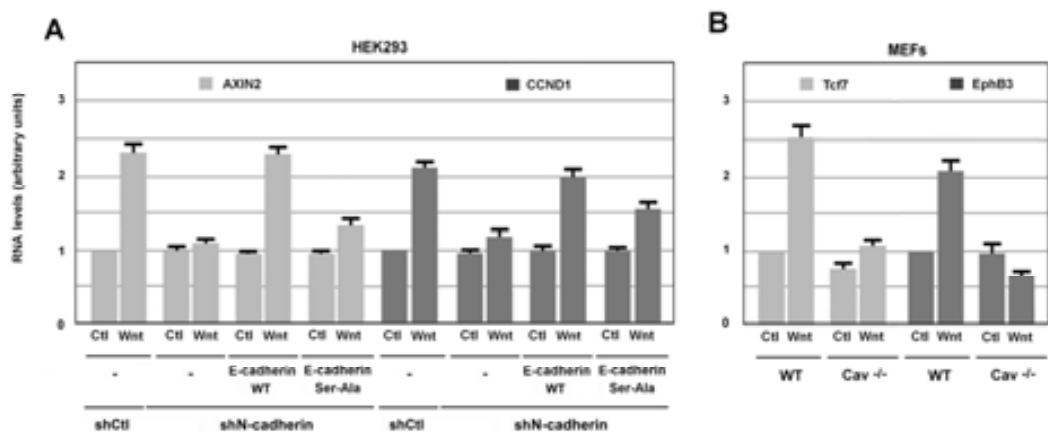 A
HEK293
AXIN2
CCND1
RNA levels (arbitrary units)
3
2
1
0
Ctl Wnt Ctl Wnt Ctl Wnt Ctl Wnt Ctl Wnt Ctl Wnt Ctl Wnt Ctl Wnt
- - E-cadherin E-cadherin - - E-cadherin E-cadherin
WT Ser-Ala WT Ser-Ala
shCtl shN-cadherin shCtl shN-cadherin
B
MEFs
Tcf7
EphB3
3
2
1
0
Ctl Wnt Ctl Wnt Ctl Wnt Ctl Wnt
WT Cav -/- WT Cav -/-